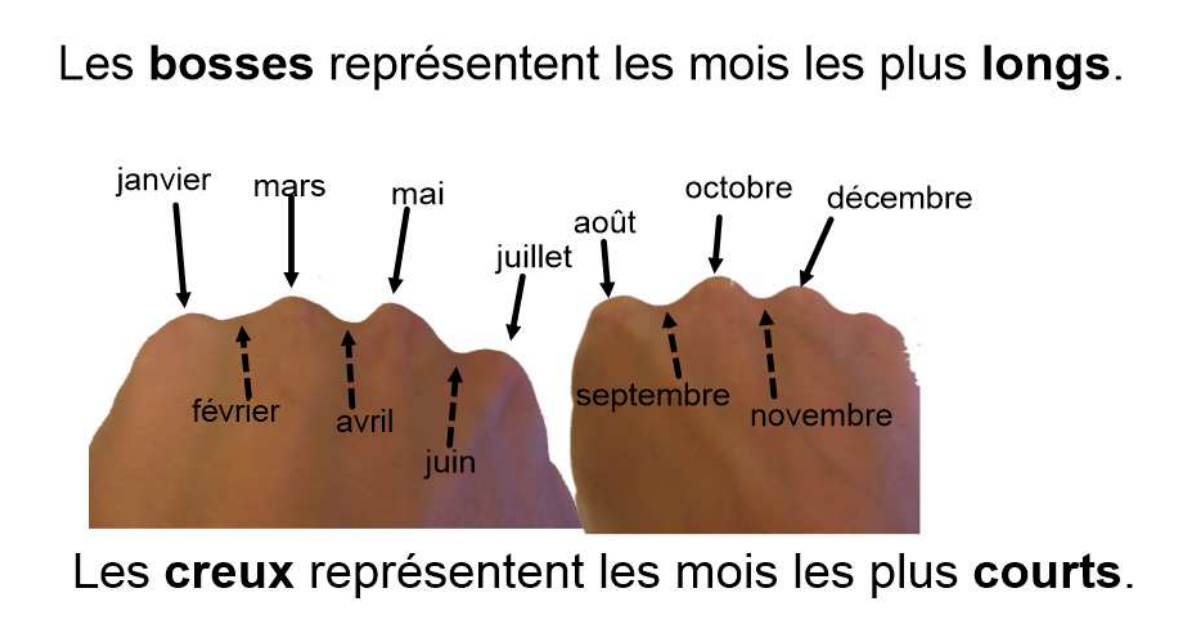 Les bosses représentent les mois les plus longs.
janvier
mars
mai
juillet
août
octobre
décembre
février
avril
juin
septembre
novembre
Les creux représentent les mois les plus courts.